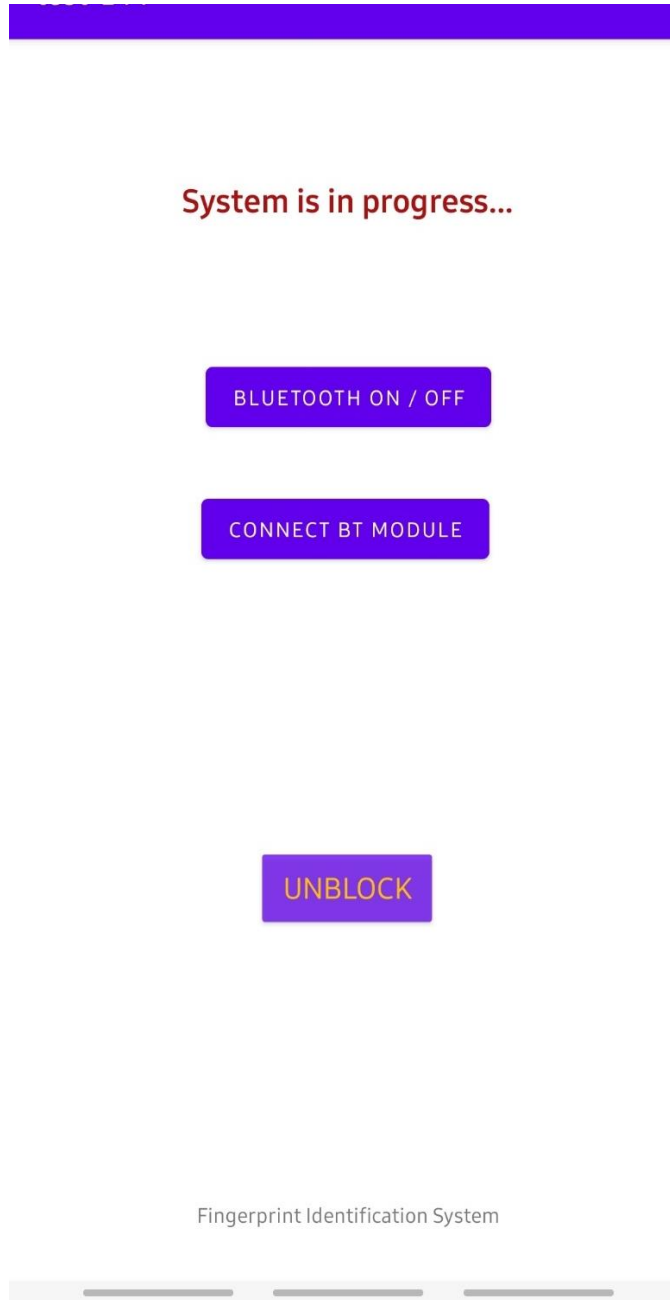 System is in progress...
BLUETOOTH ON / OFF
CONNECT BT MODULE
UNBLOCK
Fingerprint Identification System